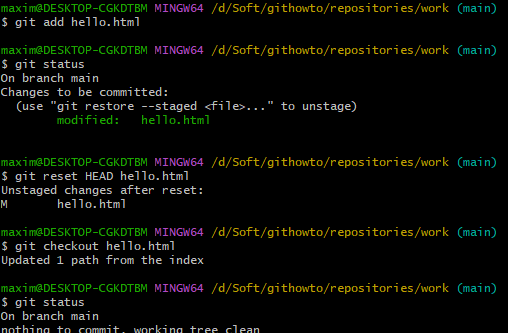 maxim@DESKTOP-CGKDTBM MINGW64 /d/Soft/githowto/repositories/work (main)
$ git add hello.html
maxim@DESKTOP-CGKDTBM MINGW64 /d/Soft/githowto/repositories/work (main)
$ git status
On branch main
Changes to be committed:
  (use "git restore --staged <file>..." to unstage)
        modified:   hello.html
maxim@DESKTOP-CGKDTBM MINGW64 /d/Soft/githowto/repositories/work (main)
$ git reset HEAD hello.html
Unstaged changes after reset:
M       hello.html
maxim@DESKTOP-CGKDTBM MINGW64 /d/Soft/githowto/repositories/work (main)
$ git checkout hello.html
Updated 1 path from the index
maxim@DESKTOP-CGKDTBM MINGW64 /d/Soft/githowto/repositories/work (main)
$ git status
On branch main
nothing to commit, working tree clean